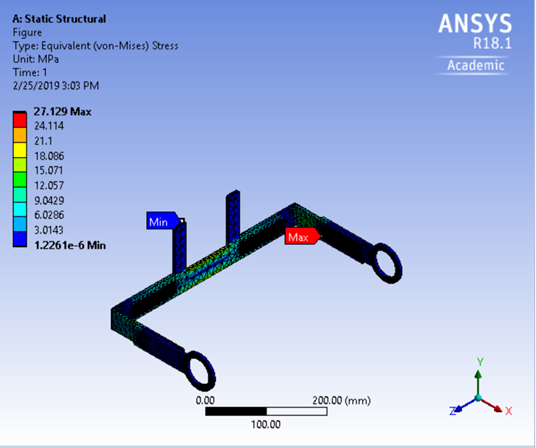 A: Static Structural
Figure
Type: Equivalent (von-Mises) Stress
Unit: MPa
Time: 1
2/25/2019 3:03 PM
27.129 Max
24.114
21.1
18.086
15.071
12.057
9.0429
6.0286
3.0143
1.2261e-6 Min
ANSYS
R18.1
Academic
Min
Max
0.00
200.00 (mm)
100.00
Y
Z
X